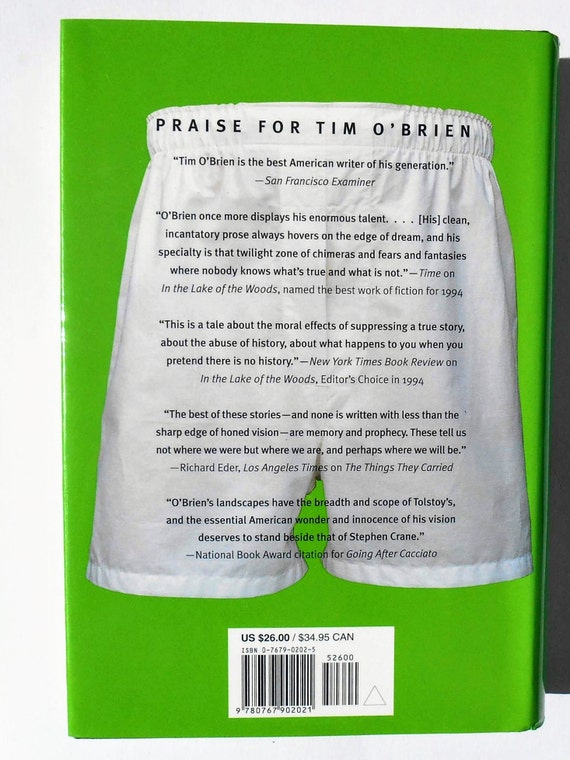 PRAISE FOR TIM O'BRIEN
“Tim O'Brien is the best American writer of his generation.”
—San Francisco Examiner
“O'Brien once more displays his enormous talent. . . . [His] clean,
incantatory prose always hovers on the edge of dream, and his
specialty is that twilight zone of chimeras and fears and fantasies
where nobody knows what's true and what is not.”—Time on
In the Lake of the Woods, named the best work of fiction for 1994
“This is a tale about the moral effects of suppressing a true story,
about the abuse of history, about what happens to you when you
pretend there is no history.”—New York Times Book Review on
In the Lake of the Woods, Editor's Choice in 1994
“The best of these stories—and none is written with less than the
sharp edge of honed vision—are memory and prophecy. These tell us
not where we were but where we are, and perhaps where we will be.”
—Richard Eder, Los Angeles Times on The Things They Carried
“O'Brien's landscapes have the breadth and scope of Tolstoy's,
and the essential American wonder and innocence of his vision
deserves to stand beside that of Stephen Crane.”
—National Book Award citation for Going After Cacciato
US $26.00 / $34.95 CAN
ISBN 0-7679-0202-5
52600
9 780767 902021